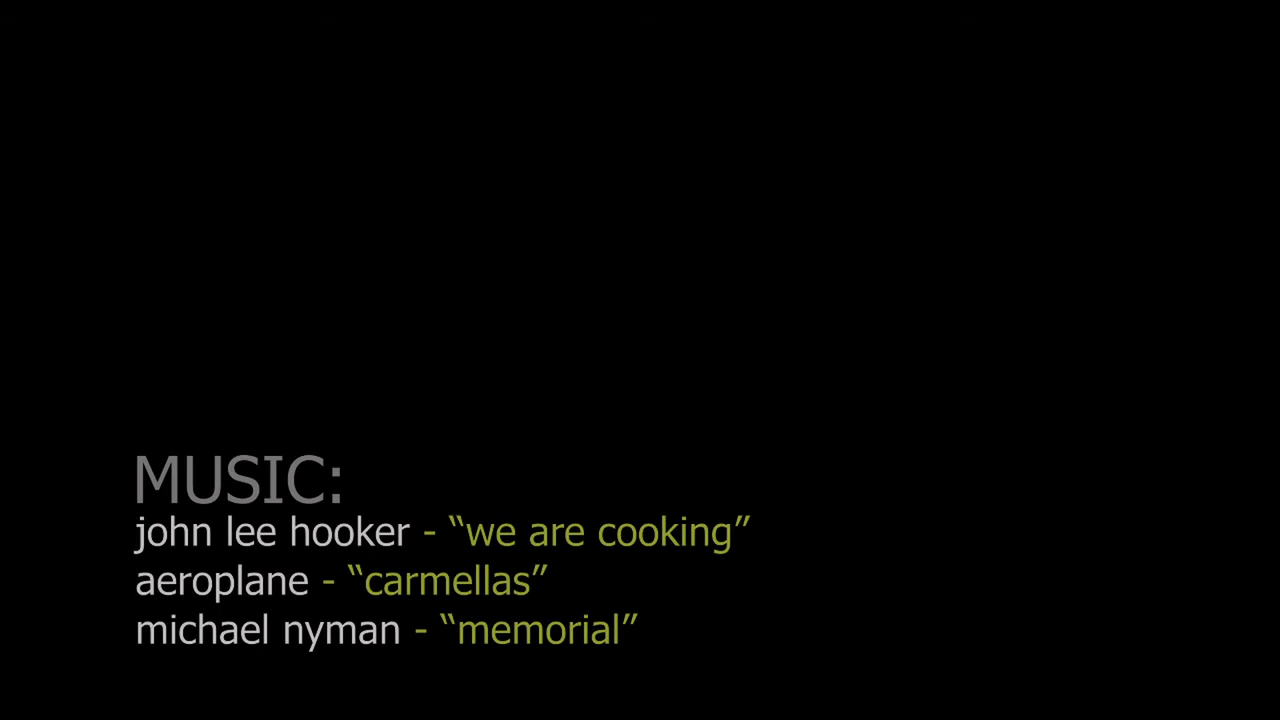 MUSIC:
john lee hooker - “we are cooking”
aeroplane - “carmellas”
michael nyman - “memorial”